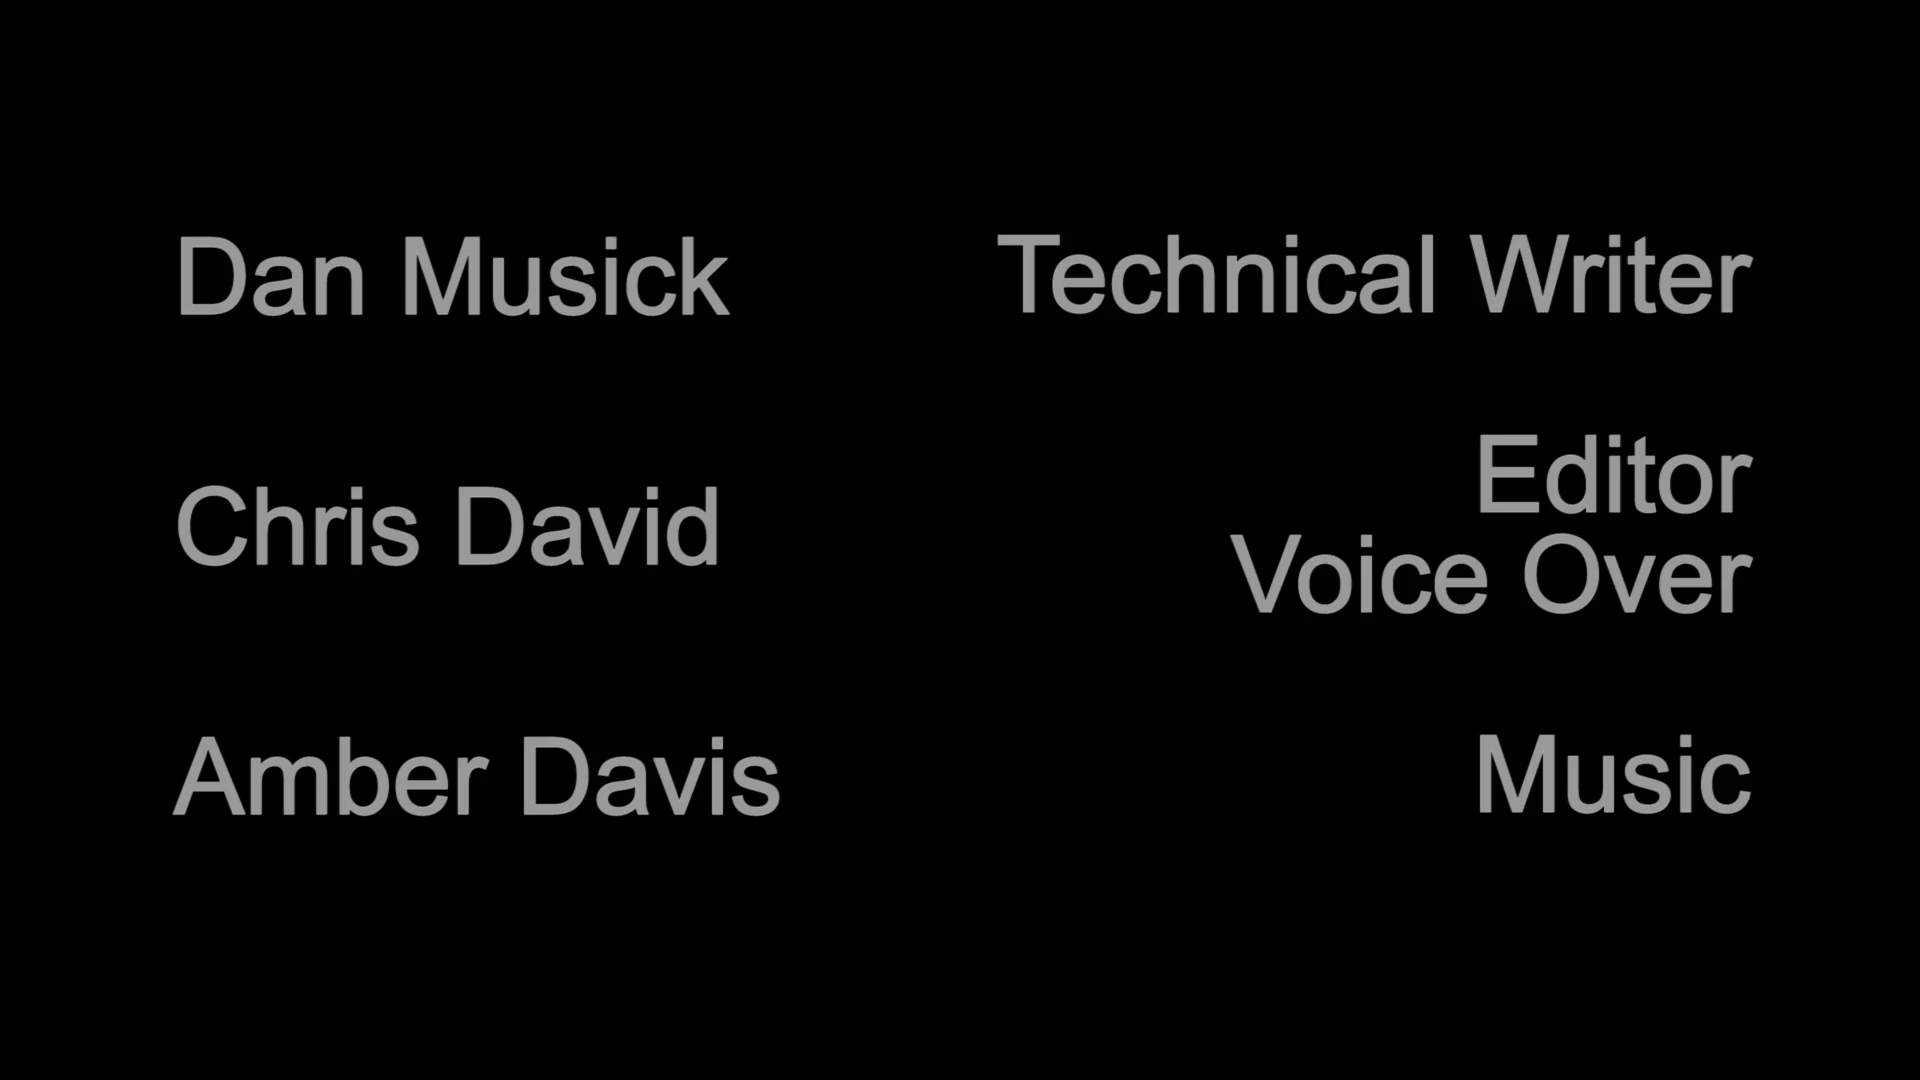 Dan Musick Technical Writer
Editor
Chris David
Voice Over
Amber Davis Music